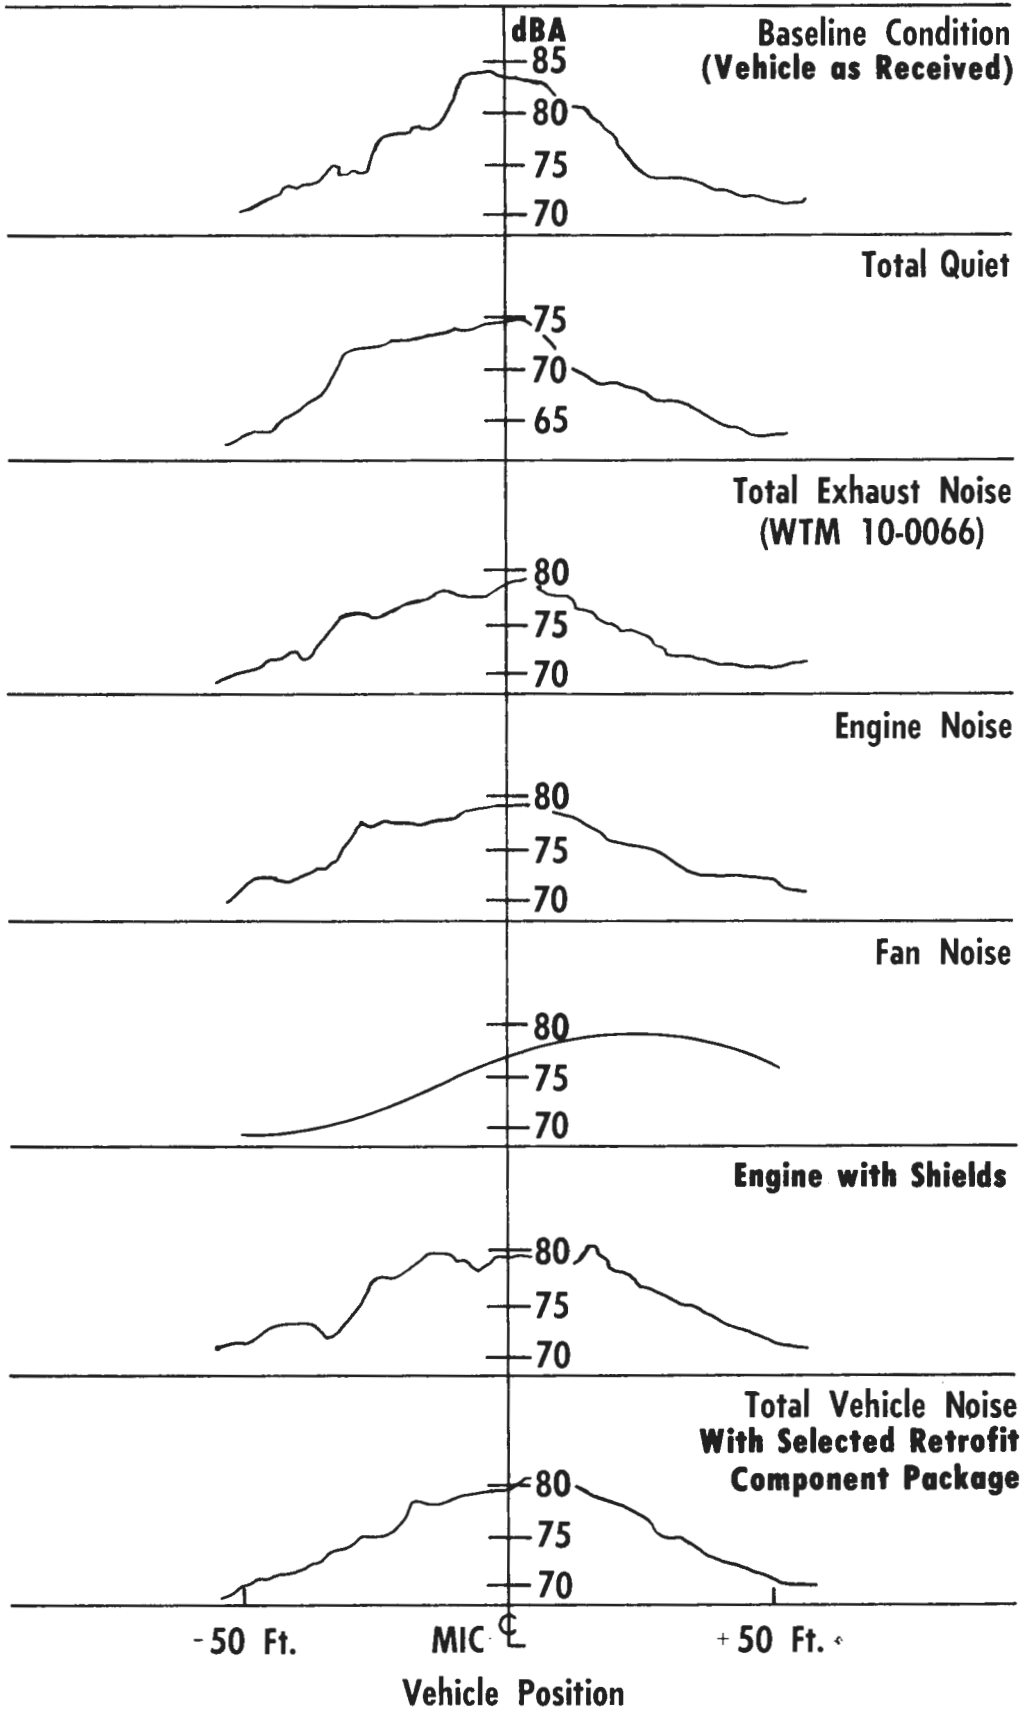 dBA
Baseline Condition
(Vehicle as Received)
85
80
75
70
Total Quiet
75
70
65
Total Exhaust Noise
(WTM 10-0066)
80
75
70
Engine Noise
80
75
70
Fan Noise
80
75
70
Engine with Shields
80
75
70
Total Vehicle Noise
With Selected Retrofit
Component Package
80
75
70
-50 Ft. MIC ℄ +50 Ft.
Vehicle Position